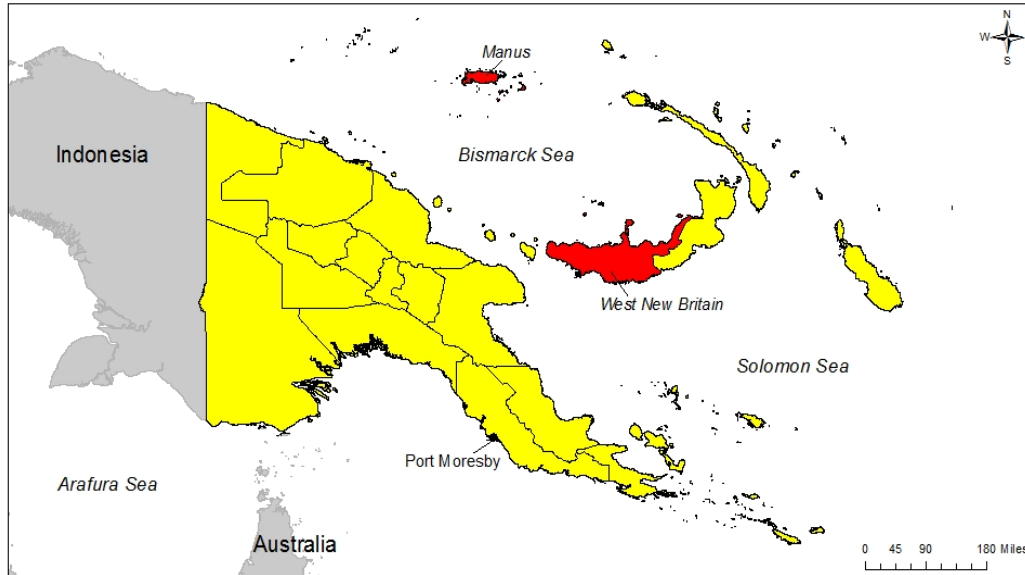 N
W E
S
Manus
Indonesia
Bismarck Sea
West New Britain
Solomon Sea
Port Moresby
Arafura Sea
Australia
0 45 90 180 Miles